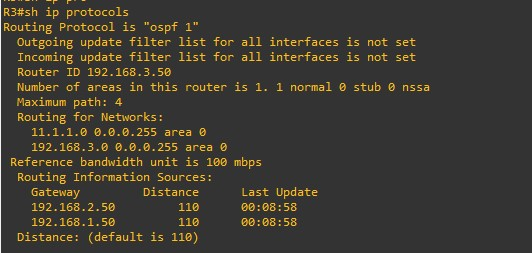 R3#sh ip protocols
Routing Protocol is "ospf 1"
Outgoing update filter list for all interfaces is not set
Incoming update filter list for all interfaces is not set
Router ID 192.168.3.50
Number of areas in this router is 1. 1 normal 0 stub 0 nssa
Maximum path: 4
Routing for Networks:
11.1.1.0 0.0.0.255 area 0
192.168.3.0 0.0.0.255 area 0
Reference bandwidth unit is 100 mbps
Routing Information Sources:
Gateway Distance Last Update
192.168.2.50 110 00:08:58
192.168.1.50 110 00:08:58
Distance: (default is 110)